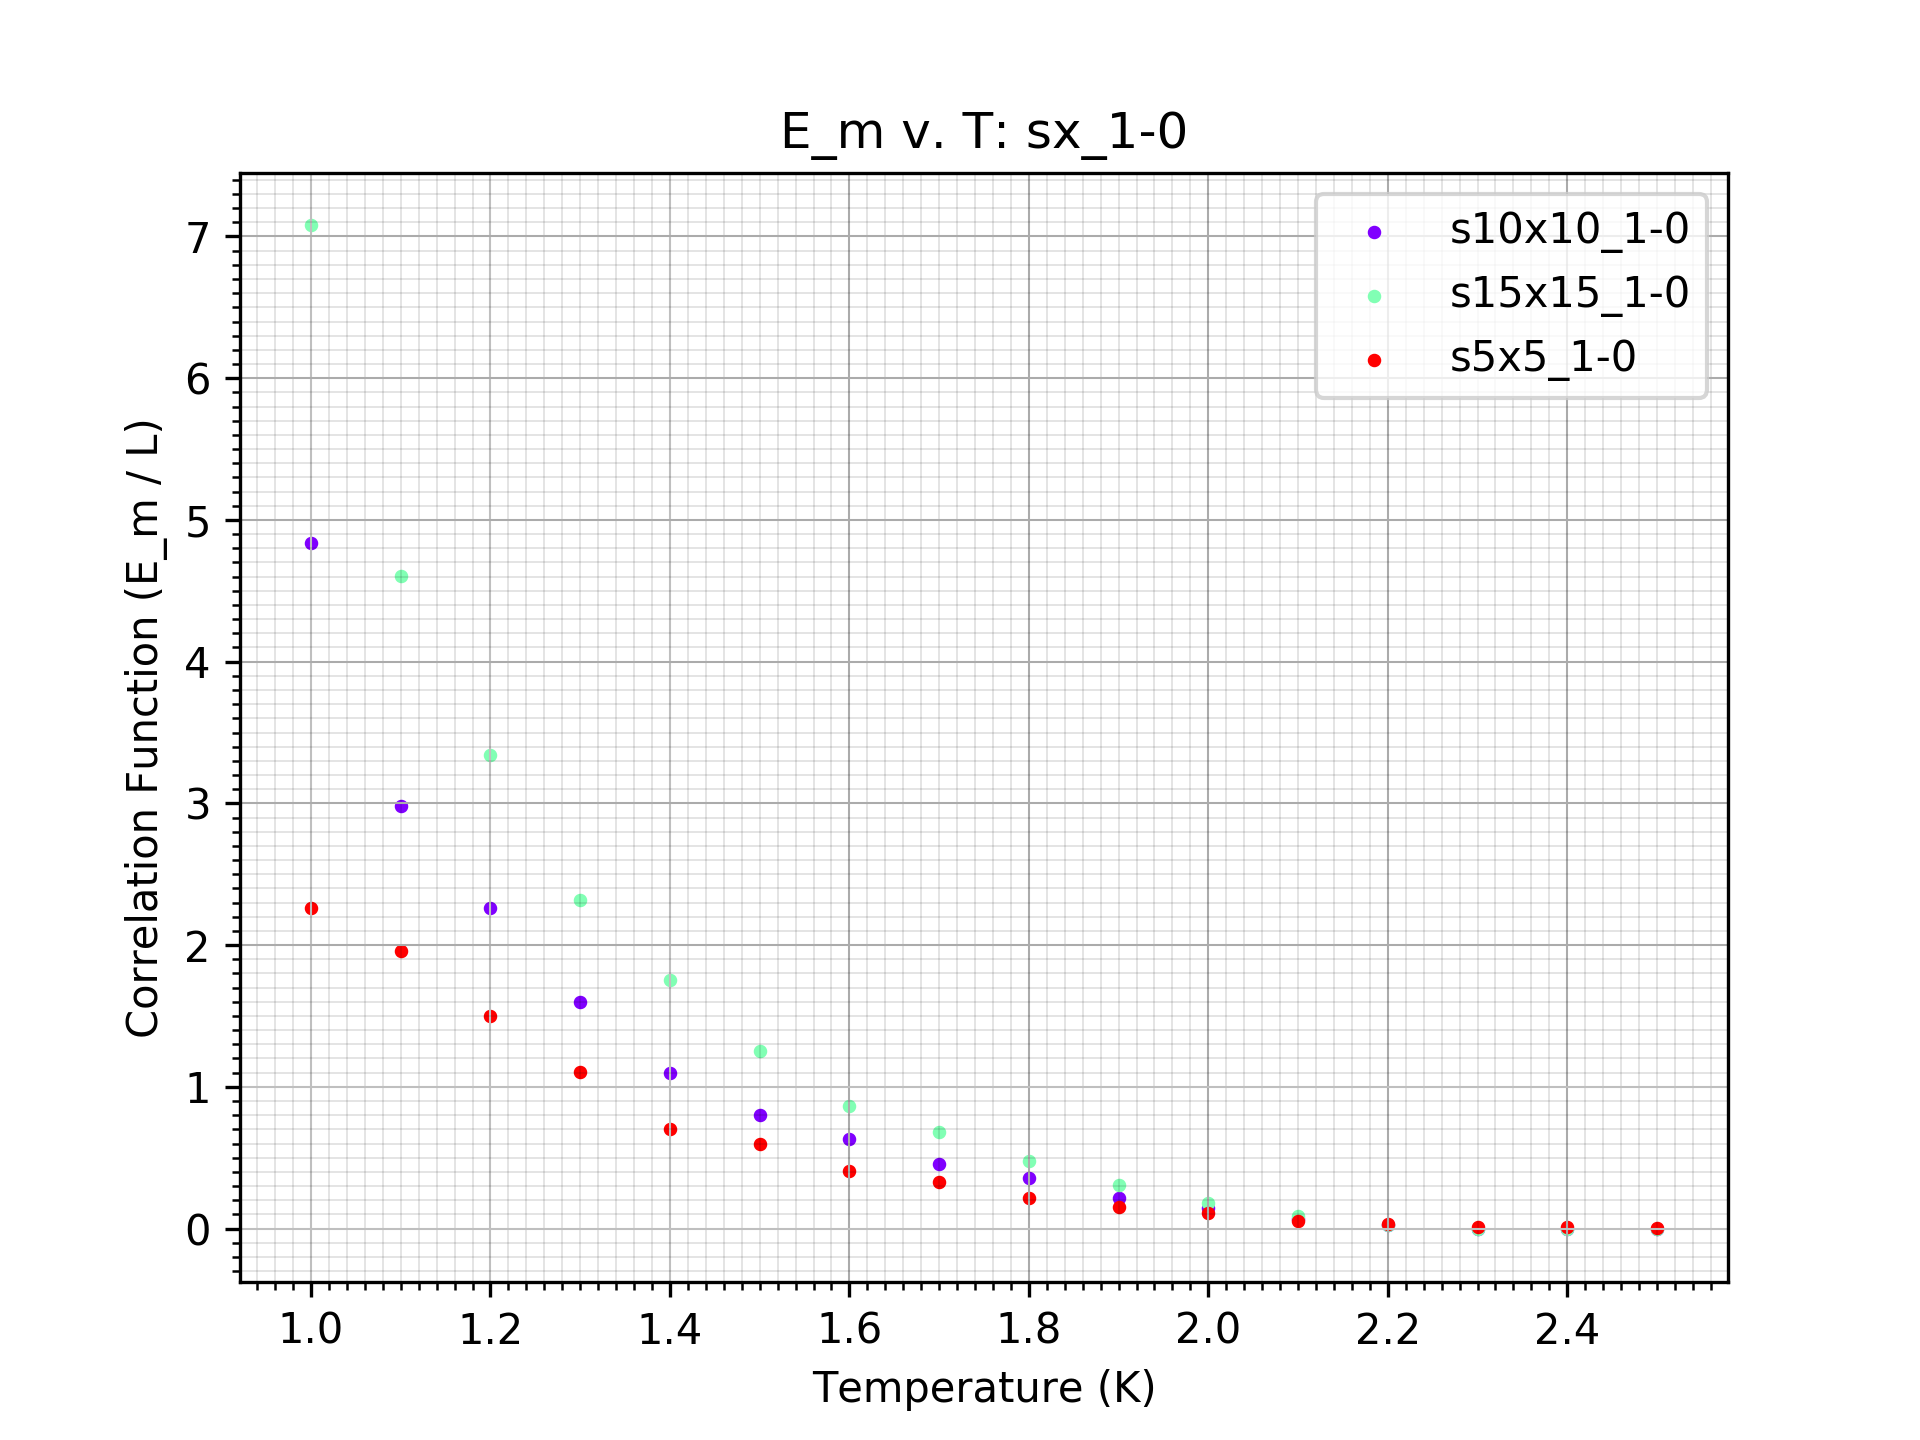 E_m v. T: sx_1-0
s10x10_1-0
s15x15_1-0
s5x5_1-0
Correlation Function (E_m / L)
7
6
5
4
3
2
1
0
1.0 1.2 1.4 1.6 1.8 2.0 2.2 2.4
Temperature (K)